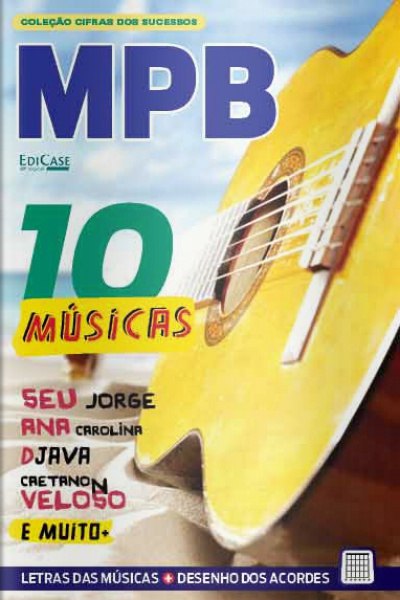 COLEÇÃO CIFRAS DOS SUCESSOS
MPB
EDICASE
10
MÚSICAS
SEU JORGE
ANA CAROLINA
DJAVAN
CAETANO
VELOSO
E MUITO+
LETRAS DAS MÚSICAS + DESENHO DOS ACORDES